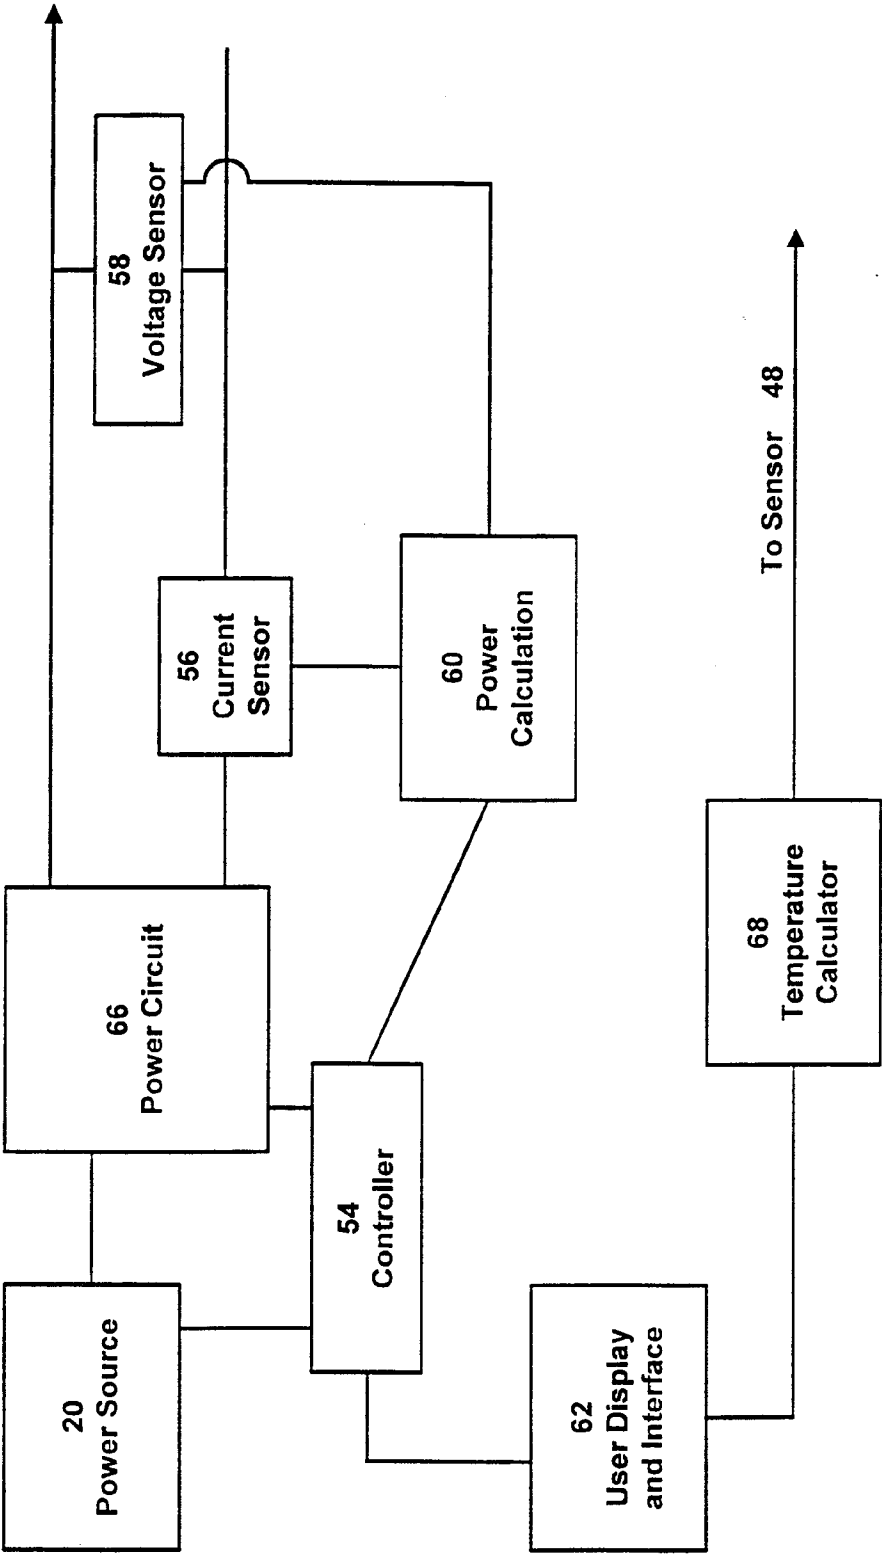 20
Power Source
66
Power Circuit
58
Voltage Sensor
56
Current
Sensor
54
Controller
60
Power
Calculation
62
User Display
and Interface
68
Temperature
Calculator
To Sensor 48